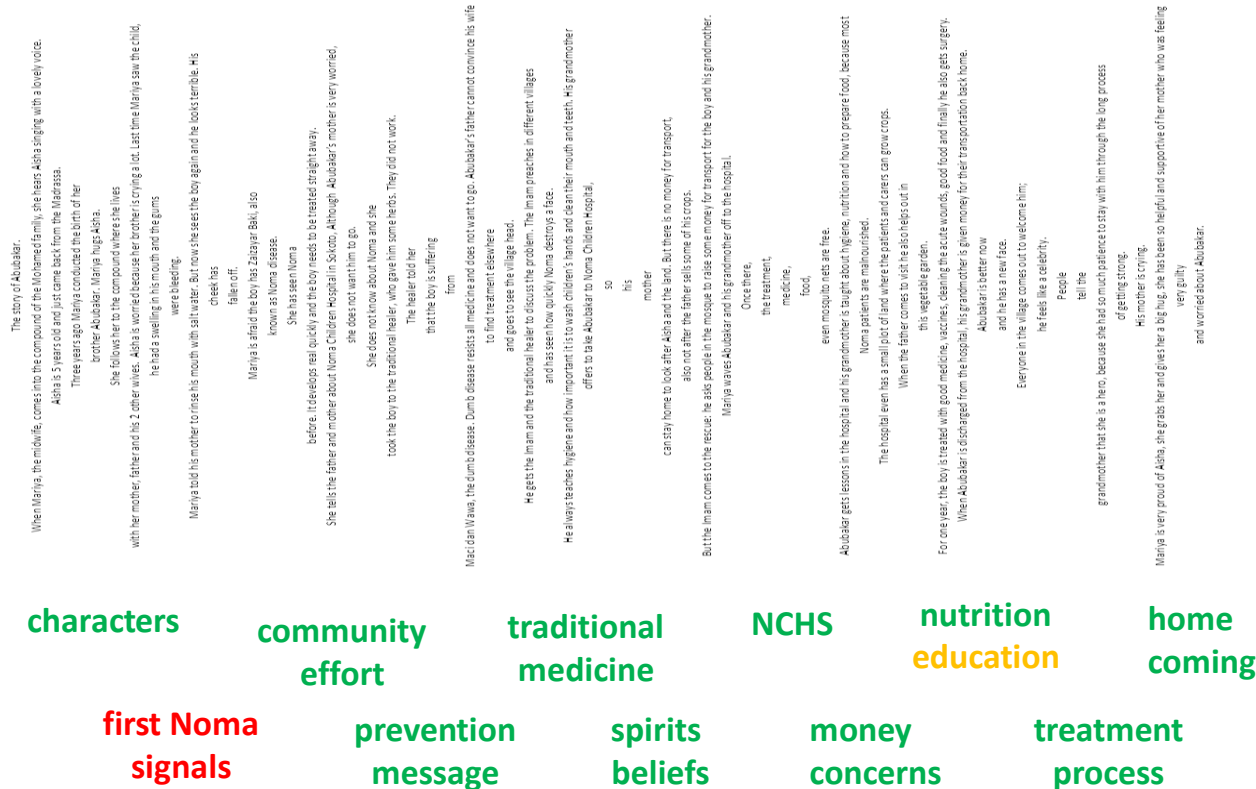 The story of Abubakar.
When Mariya, the midwife, comes into the compound of the Mohamed family, she hears Aisha singing with a lovely voice.
Aisha is 5 years old and just came back from the Madrassa.
Three years ago Mariya conducted the birth of her
brother Abubakar. Mariya hugs Aisha.
She follows her to the compound where she lives
with her mother, father and his 2 other wives. Aisha is worried because her brother is crying a lot. Last time Mariya saw the child,
he had a swelling in his mouth and the gums
were bleeding.
Mariya told his mother to rinse his mouth with salt water. But now she sees the boy again and he looks terrible. His
cheek has
fallen off.
Mariya is afraid the boy has Zaizayar Baki, also
known as Noma disease.
She has seen Noma
before. It develops real quickly and the boy needs to be treated straight away.
She tells the father and mother about Noma Children Hospital in Sokoto, Although Abubakar's mother is very worried,
she does not want him to go.
She does not know about Noma and she
took the boy to the traditional healer, who gave him some herbs. They did not work.
The healer told her
that the boy is suffering
from
Maci dan Wawa, the dumb disease. Dumb disease resists all medicine and does not want to go. Abubakar's father cannot convince his wife
to find treatment elsewhere
and goes to see the village head.
He gets the Imam and the traditional healer to discuss the problem. The Imam preaches in different villages
and has seen how quickly Noma destroys a face.
He always teaches hygiene and how important it is to wash children's hands and clean their mouth and teeth. His grandmother
offers to take Abubakar to Noma Children Hospital,
so
his
mother
can stay home to look after Aisha and the land. But there is no money for transport,
also not after the father sells some of his crops.
But the Imam comes to the rescue: he asks people in the mosque to raise some money for transport for the boy and his grandmother.
Mariya waves Abubakar and his grandmother off to the hospital.
Once there,
the treatment,
medicine,
food,
even mosquito nets are free.
Abubakar gets lessons in the hospital and his grandmother is taught about hygiene, nutrition and how to prepare food, because most
Noma patients are malnourished.
The hospital even has a small plot of land where the patients and carers can grow crops.
When the father comes to visit he also helps out in
this vegetable garden.
For one year, the boy is treated with good medicine, vaccines, cleaning the acute wounds, good food and finally he also gets surgery.
When Abubakar is discharged from the hospital, his grandmother is given money for their transportation back home.
Abubakar is better now
and he has a new face.
Everyone in the village comes out to welcome him;
he feels like a celebrity.
People
tell the
grandmother that she is a hero, because she had so much patience to stay with him through the long process
of getting strong.
His mother is crying.
Mariya is very proud of Aisha, she grabs her and gives her a big hug, she has been so helpful and supportive of her mother who was feeling
very guilty
and worried about Abubakar.
characters
community
effort
traditional
medicine
NCHS
nutrition
education
home
coming
first Noma
signals
prevention
message
spirits
beliefs
money
concerns
treatment
process